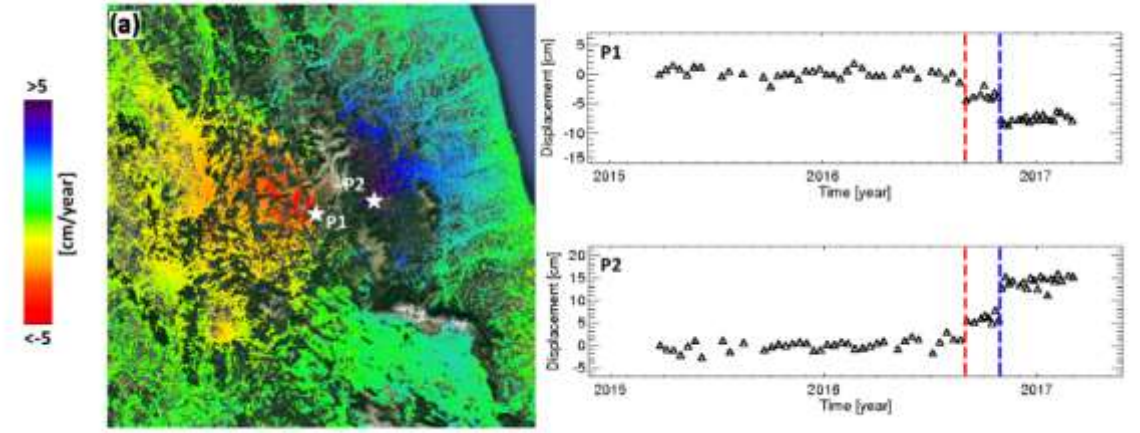 (a)
>5
[cm/year]
<-5
P1
P2
P1
Displacement [cm]
5
0
-5
-10
-15
2015
2016
2017
Time [year]
P2
Displacement [cm]
20
15
10
5
0
-5
2015
2016
2017
Time [year]